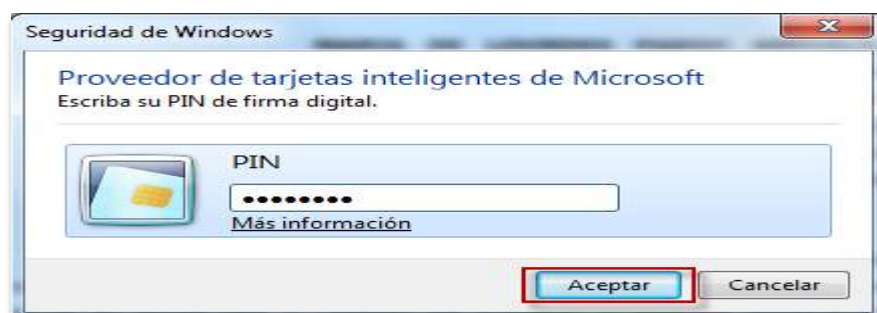 Seguridad de Windows
Proveedor de tarjetas inteligentes de Microsoft
Escriba su PIN de firma digital.
PIN
••••••••
Más información
Aceptar
Cancelar